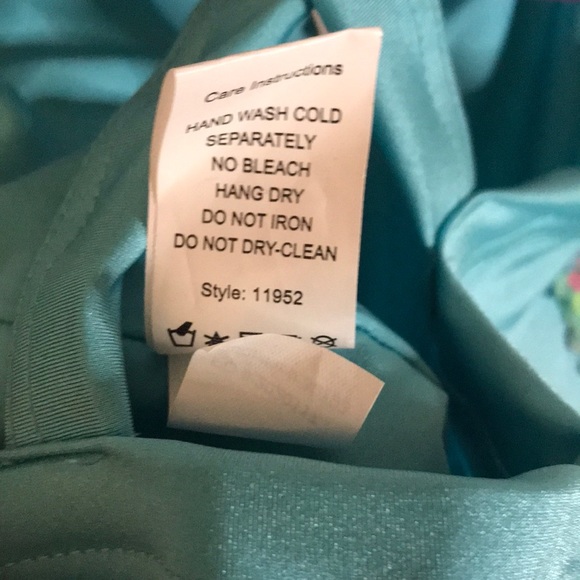 Care Instructions
HAND WASH COLD
SEPARATELY
NO BLEACH
HANG DRY
DO NOT IRON
DO NOT DRY-CLEAN
Style: 11952